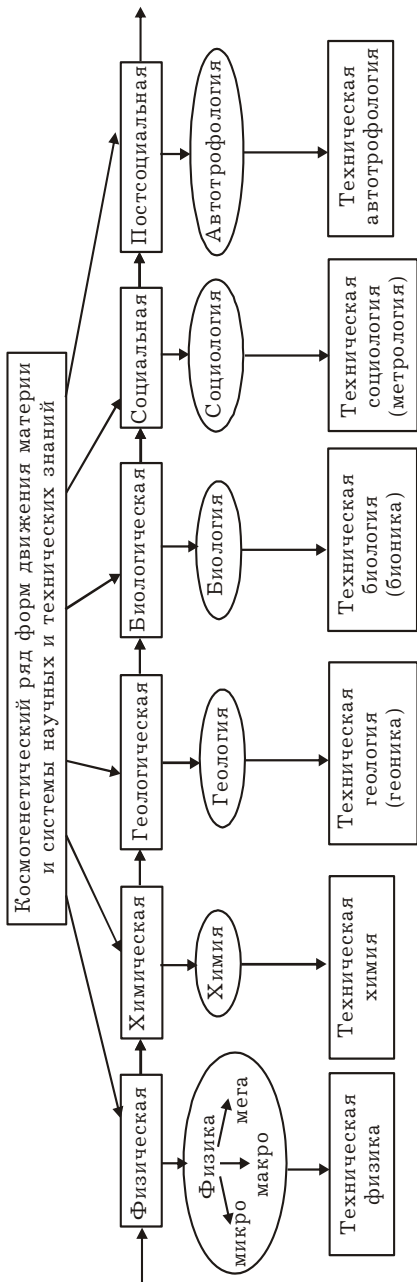 Космогенетический ряд форм движения материи
и системы научных и технических знаний
Физическая
Химическая
Геологическая
Биологическая
Социальная
Постсоциальная
Физика
микро
макро
мега
Химия
Геология
Биология
Социология
Автотрофология
Техническая
физика
Техническая
химия
Техническая
геология
(геоника)
Техническая
биология
(бионика)
Техническая
социология
(метрология)
Техническая
автотрофология